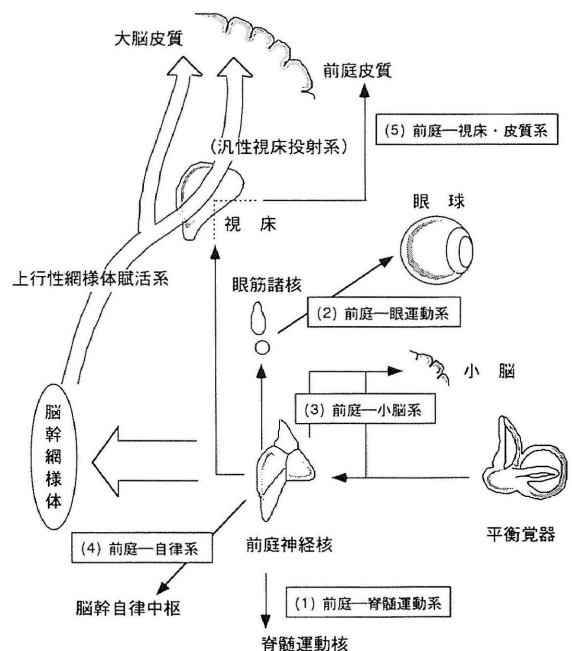 大脳皮質
前庭皮質
(5) 前庭―視床・皮質系
(汎性視床投射系)
眼 球
視 床
上行性網様体賦活系
眼筋諸核
(2) 前庭―眼運動系
小 脳
(3) 前庭―小脳系
脳幹網様体
平衡覚器
(4) 前庭―自律系
前庭神経核
脳幹自律中枢
(1) 前庭―脊髄運動系
脊髄運動核